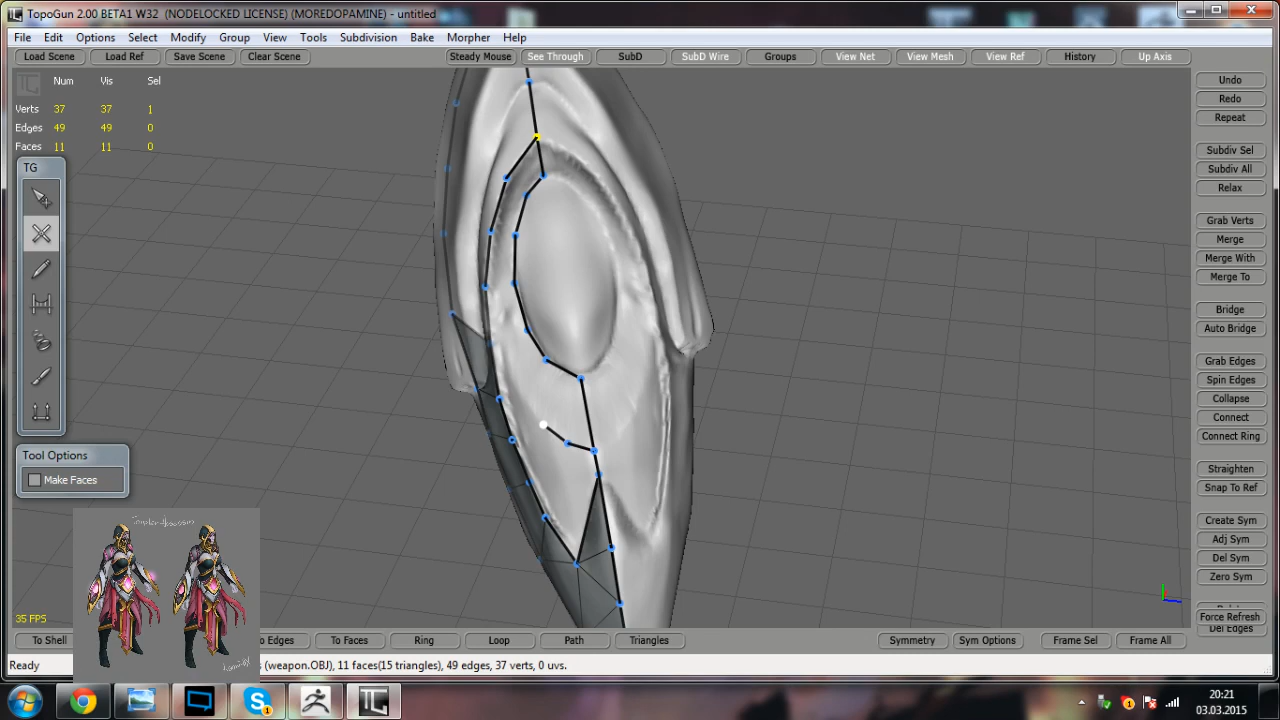 TopoGun 2.00 BETA1 W32 (NODELOCKED LICENSE) (MOREDOPAMINE) - untitled
File Edit Options Select Modify Group View Tools Subdivision Bake Morpher Help
Load Scene Load Ref Save Scene Clear Scene Steady Mouse See Through SubD SubD Wire Groups View Net View Mesh View Ref History Up Axis
Num Vis Sel
Verts 37 37 1
Edges 49 49 0
Faces 11 11 0
TG
Tool Options
Make Faces
Templar Assassin
35 FPS
Undo
Redo
Repeat
Subdiv Sel
Subdiv All
Relax
Grab Verts
Merge
Merge With
Merge To
Bridge
Auto Bridge
Grab Edges
Spin Edges
Collapse
Connect
Connect Ring
Straighten
Snap To Ref
Create Sym
Adj Sym
Del Sym
Zero Sym
Force Refresh
Del Edges
To Shell o Edges To Faces Ring Loop Path Triangles Symmetry Sym Options Frame Sel Frame All
Ready (weapon.OBJ), 11 faces(15 triangles), 49 edges, 37 verts, 0 uvs.
20:21
03.03.2015